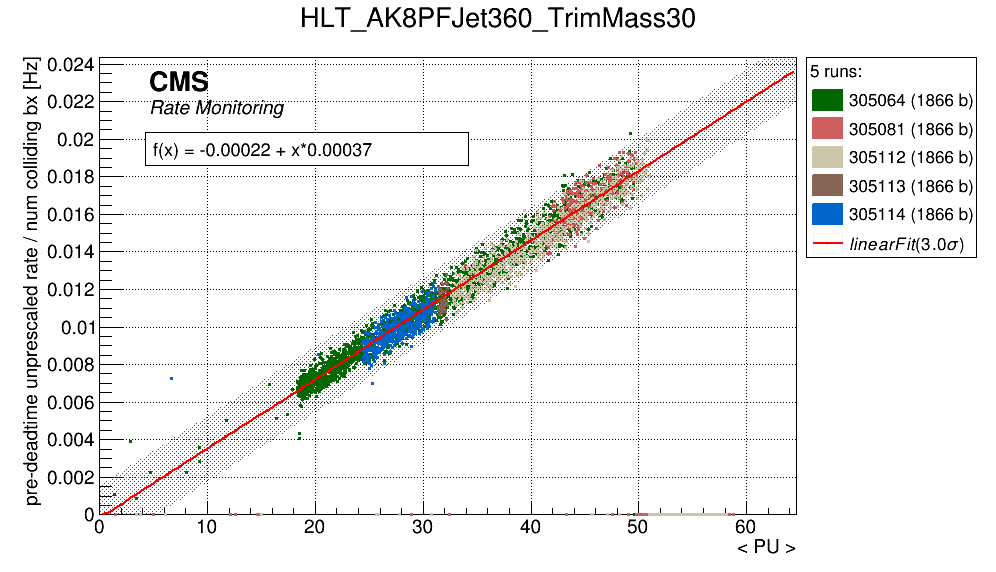 HLT_AK8PFJet360_TrimMass30
pre-deadtime unprescaled rate / num colliding bx [Hz]
0.024
0.022
0.02
0.018
0.016
0.014
0.012
0.01
0.008
0.006
0.004
0.002
0
CMS
Rate Monitoring
f(x) = -0.00022 + x*0.00037
5 runs:
305064 (1866 b)
305081 (1866 b)
305112 (1866 b)
305113 (1866 b)
305114 (1866 b)
linearFit(3.0σ)
0 10 20 30 40 50 60
< PU >